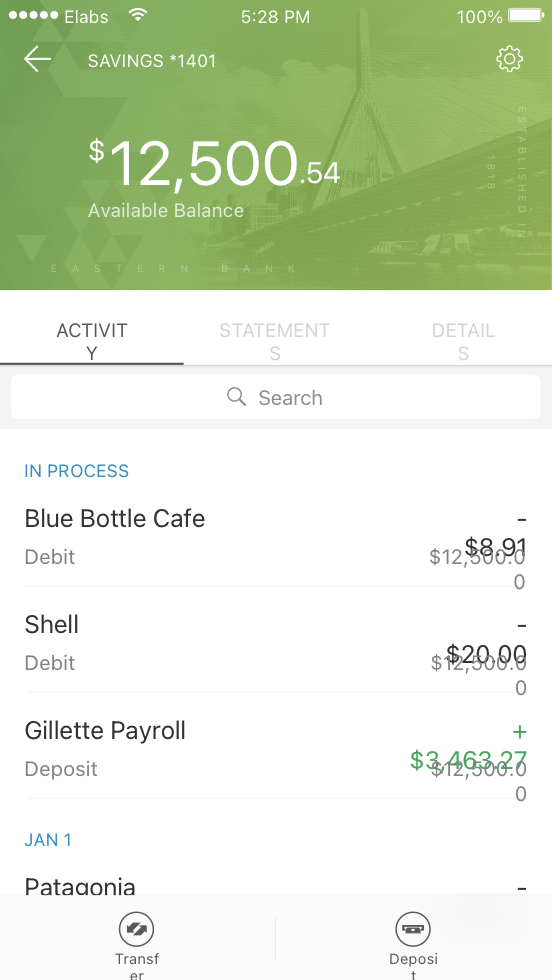 Elabs 5:28 PM 100%
SAVINGS *1401
$12,500.54
Available Balance
ESTABLISHED IN
1818
EASTERN BANK
ACTIVIT
Y
STATEMENT
S
DETAIL
S
Search
IN PROCESS
Blue Bottle Cafe
-
$8.91
Debit
$12,500.0
0
Shell
-
$20.00
Debit
$12,500.0
0
Gillette Payroll
+
$3,463.27
Deposit
$12,500.0
0
JAN 1
Patagonia
-
Transf
er
Deposi
t